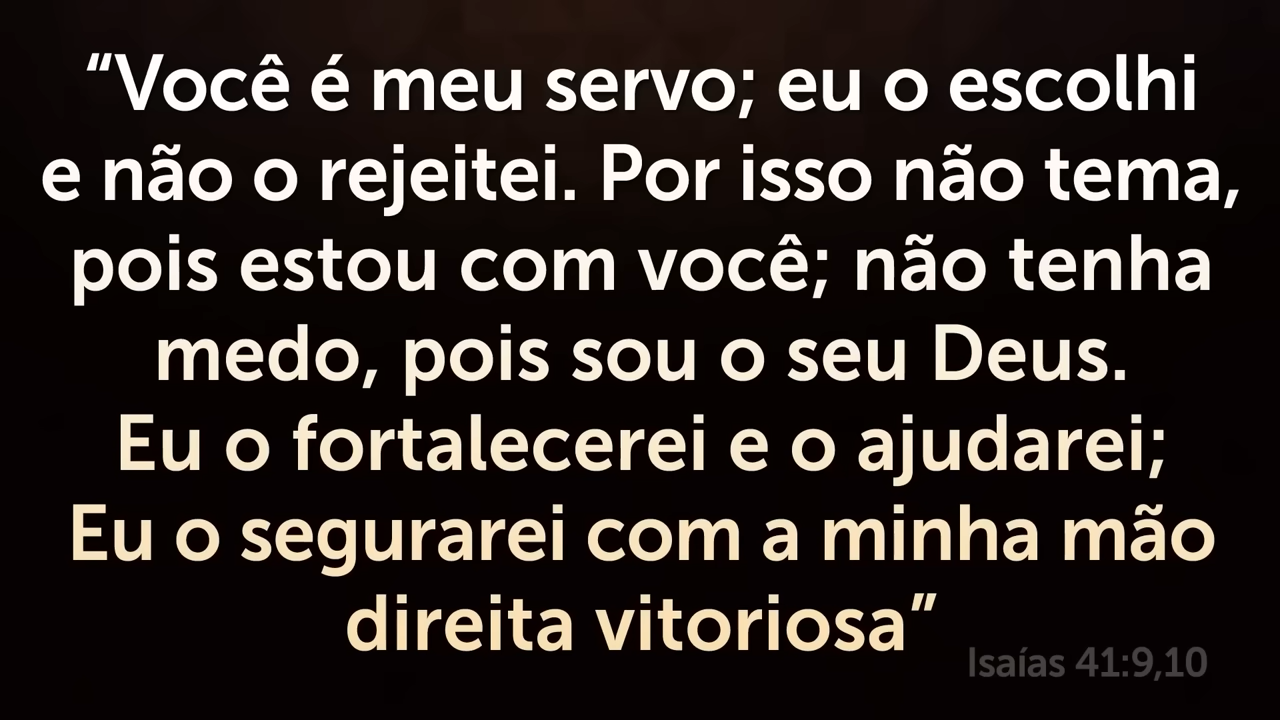 “Você é meu servo; eu o escolhi
e não o rejeitei. Por isso não tema,
pois estou com você; não tenha
medo, pois sou o seu Deus.
Eu o fortalecerei e o ajudarei;
Eu o segurarei com a minha mão
direita vitoriosa”
Isaías 41:9,10